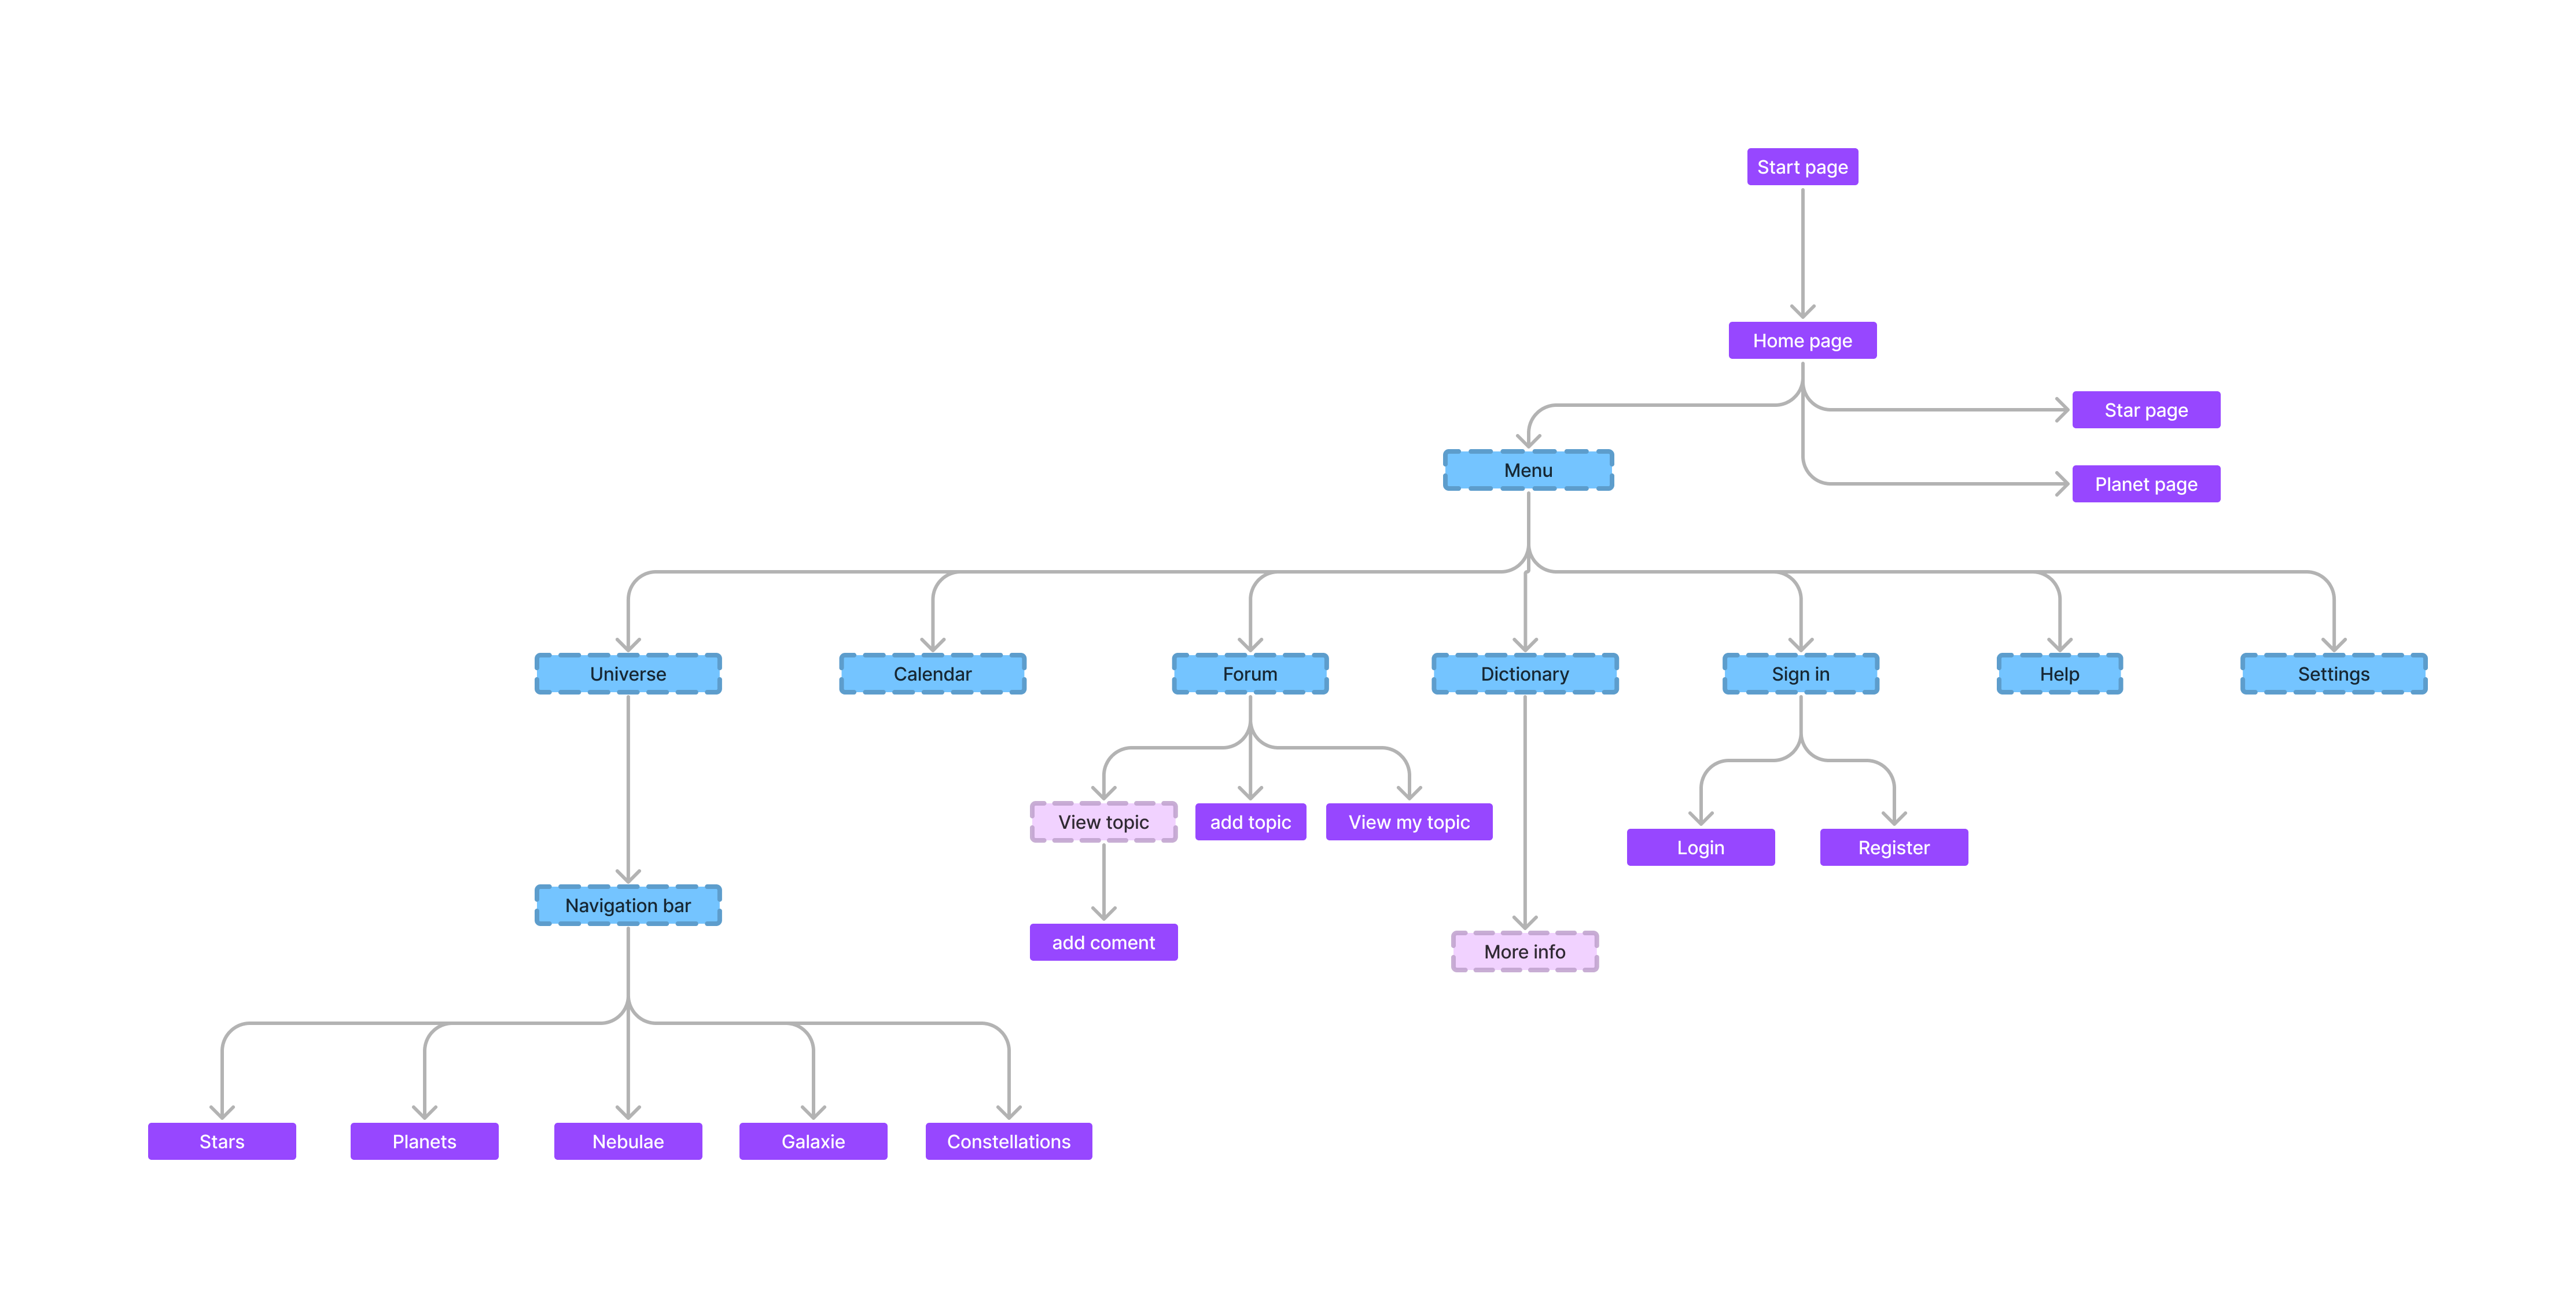 Start page
Home page
Star page
Menu
Planet page
Universe
Calendar
Forum
Dictionary
Sign in
Help
Settings
View topic
add topic
View my topic
Login
Register
Navigation bar
add coment
More info
Stars
Planets
Nebulae
Galaxie
Constellations